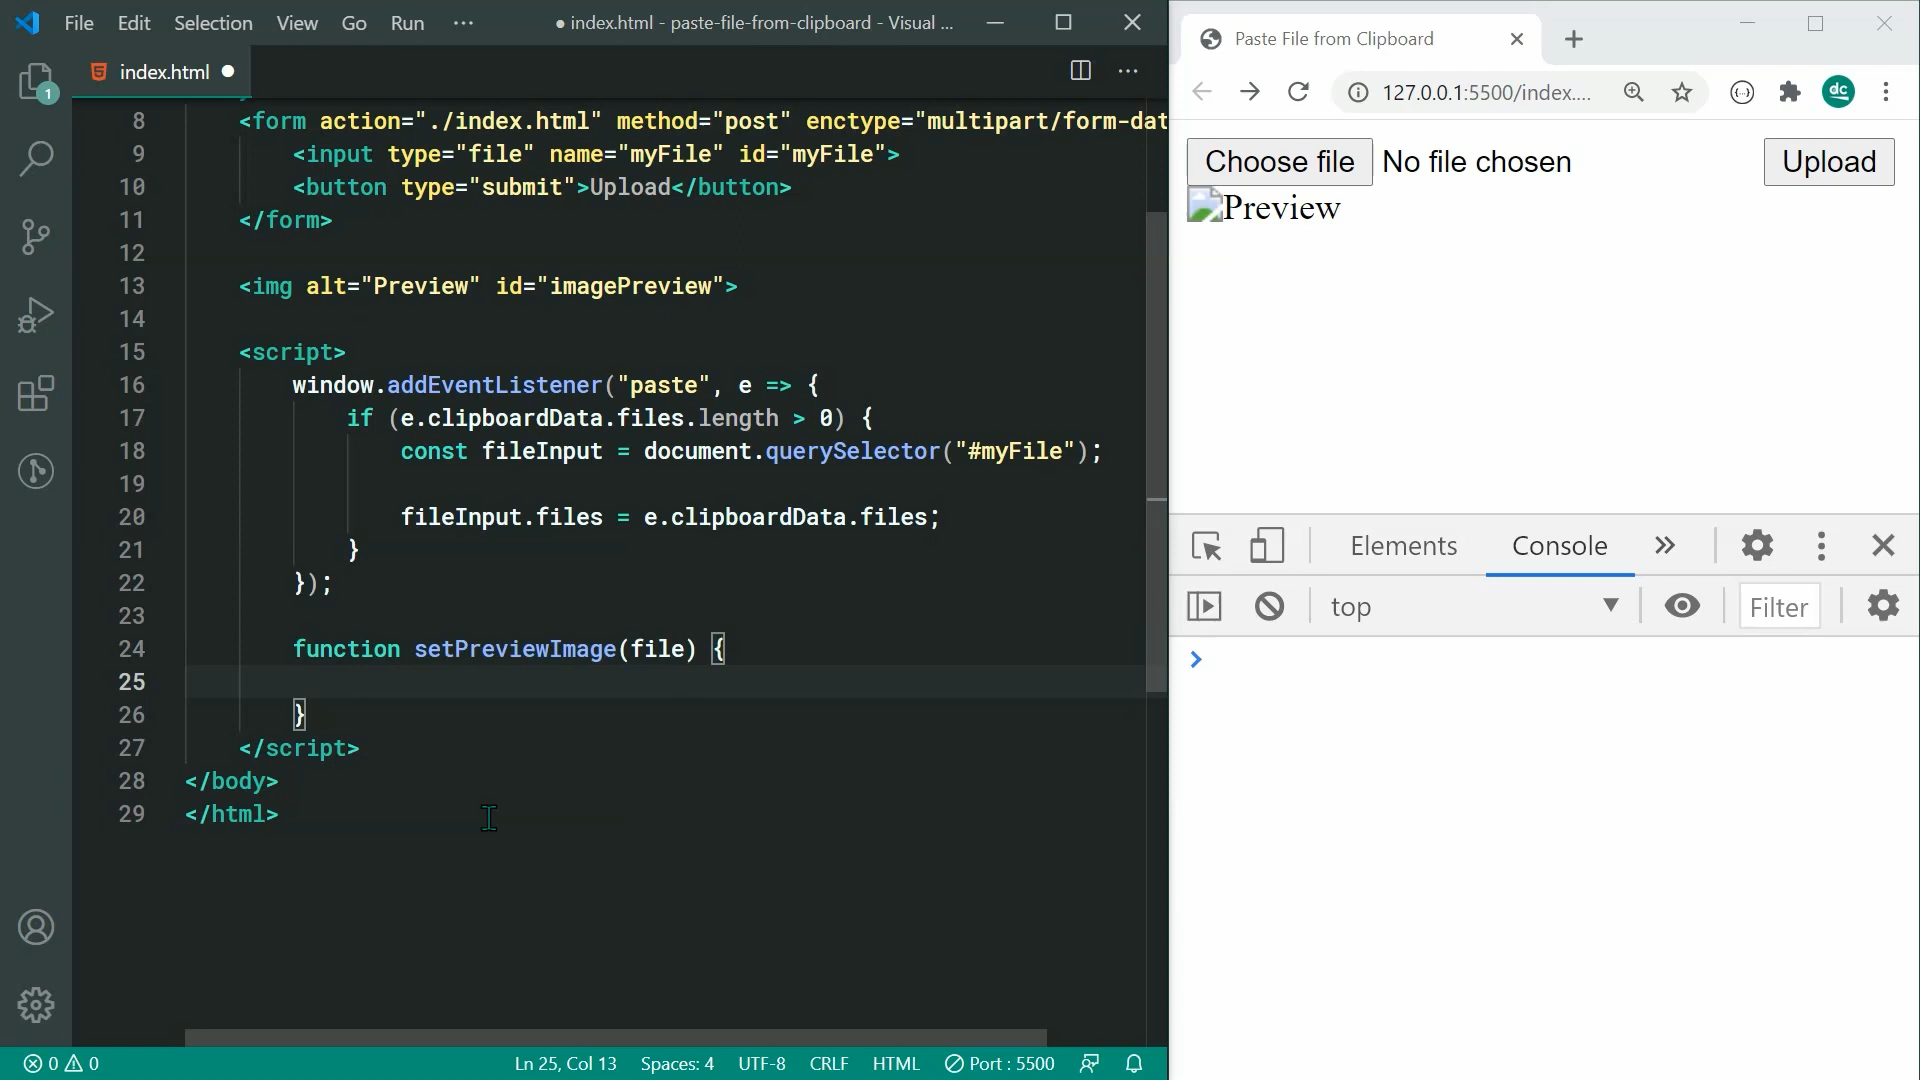 File Edit Selection View Go Run ··· ● index.html - paste-file-from-clipboard - Visual ...
index.html ●
1
8 <form action="./index.html" method="post" enctype="multipart/form-dat
9 <input type="file" name="myFile" id="myFile">
10 <button type="submit">Upload</button>
11 </form>
12
13 <img alt="Preview" id="imagePreview">
14
15 <script>
16 window.addEventListener("paste", e => {
17 if (e.clipboardData.files.length > 0) {
18 const fileInput = document.querySelector("#myFile");
19
20 fileInput.files = e.clipboardData.files;
21 }
22 });
23
24 function setPreviewImage(file) {
25
26 }
27 </script>
28 </body>
29 </html>
0 0 Ln 25, Col 13 Spaces: 4 UTF-8 CRLF HTML Port : 5500
Paste File from Clipboard
127.0.0.1:5500/index....
dc
Choose file No file chosen Upload
Preview
Elements Console
top Filter